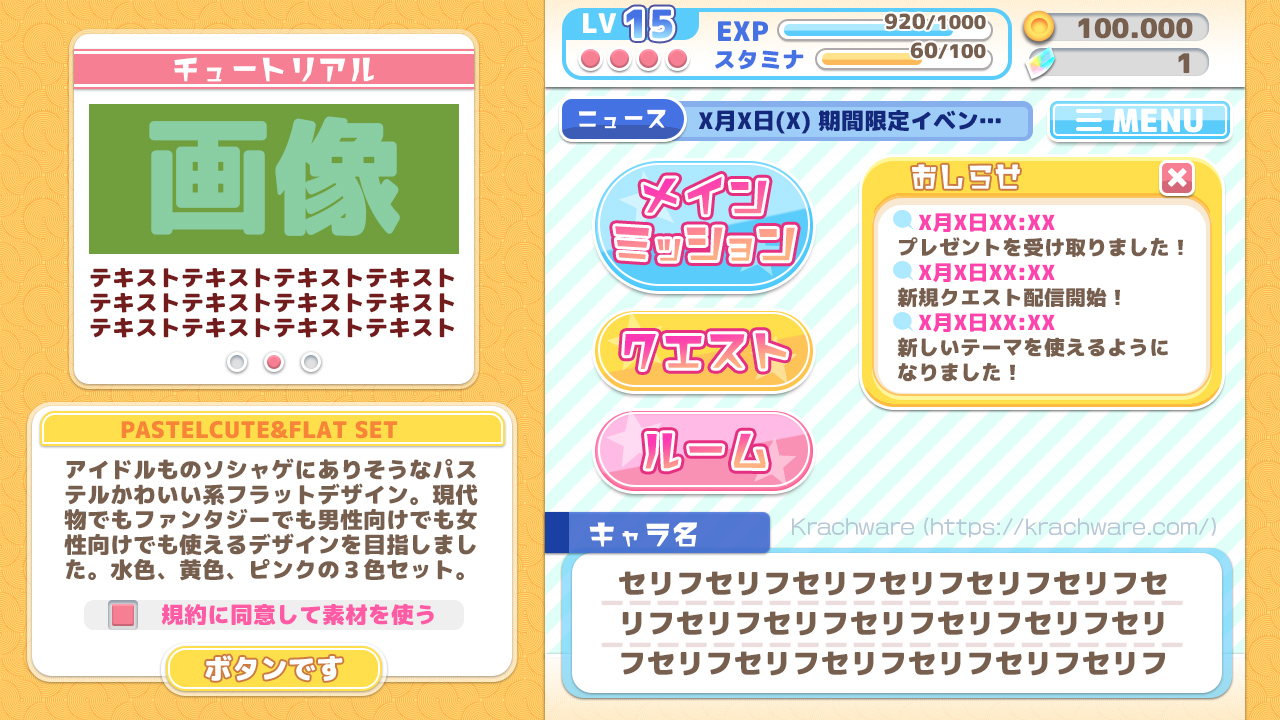 チュートリアル
画像
テキストテキストテキストテキスト
テキストテキストテキストテキスト
テキストテキストテキストテキスト
PASTELCUTE&FLAT SET
アイドルものソシャゲにありそうなパス
テルかわいい系フラットデザイン。現代
物でもファンタジーでも男性向けでも女
性向けでも使えるデザインを目指しまし
た。水色、黄色、ピンクの３色セット。
規約に同意して素材を使う
ボタンです
LV 15
EXP 920/1000
スタミナ 60/100
100.000
1
ニュース X月X日(X) 期間限定イベン…
MENU
メイン
ミッション
クエスト
ルーム
おしらせ
X月X日XX:XX
プレゼントを受け取りました！
X月X日XX:XX
新規クエスト配信開始！
X月X日XX:XX
新しいテーマを使えるように
なりました！
キャラ名
Krachware (https://krachware.com/)
セリフセリフセリフセリフセリフセリフセ
リフセリフセリフセリフセリフセリフセリ
フセリフセリフセリフセリフセリフセリフ